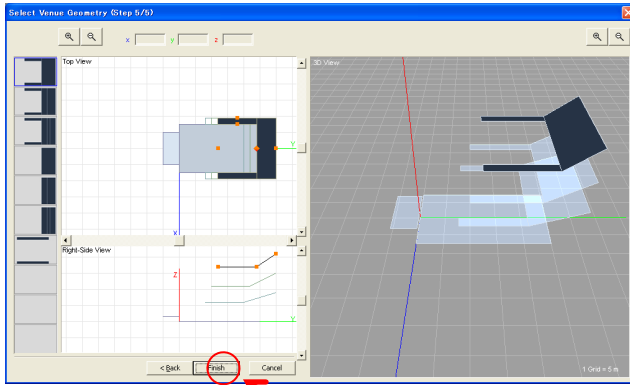 Select Venue Geometry (Step 5/5)
x y z
Top View
3D View
Y
X
Right-Side View
Z
Y
< Back Finish Cancel
1 Grid = 5 m